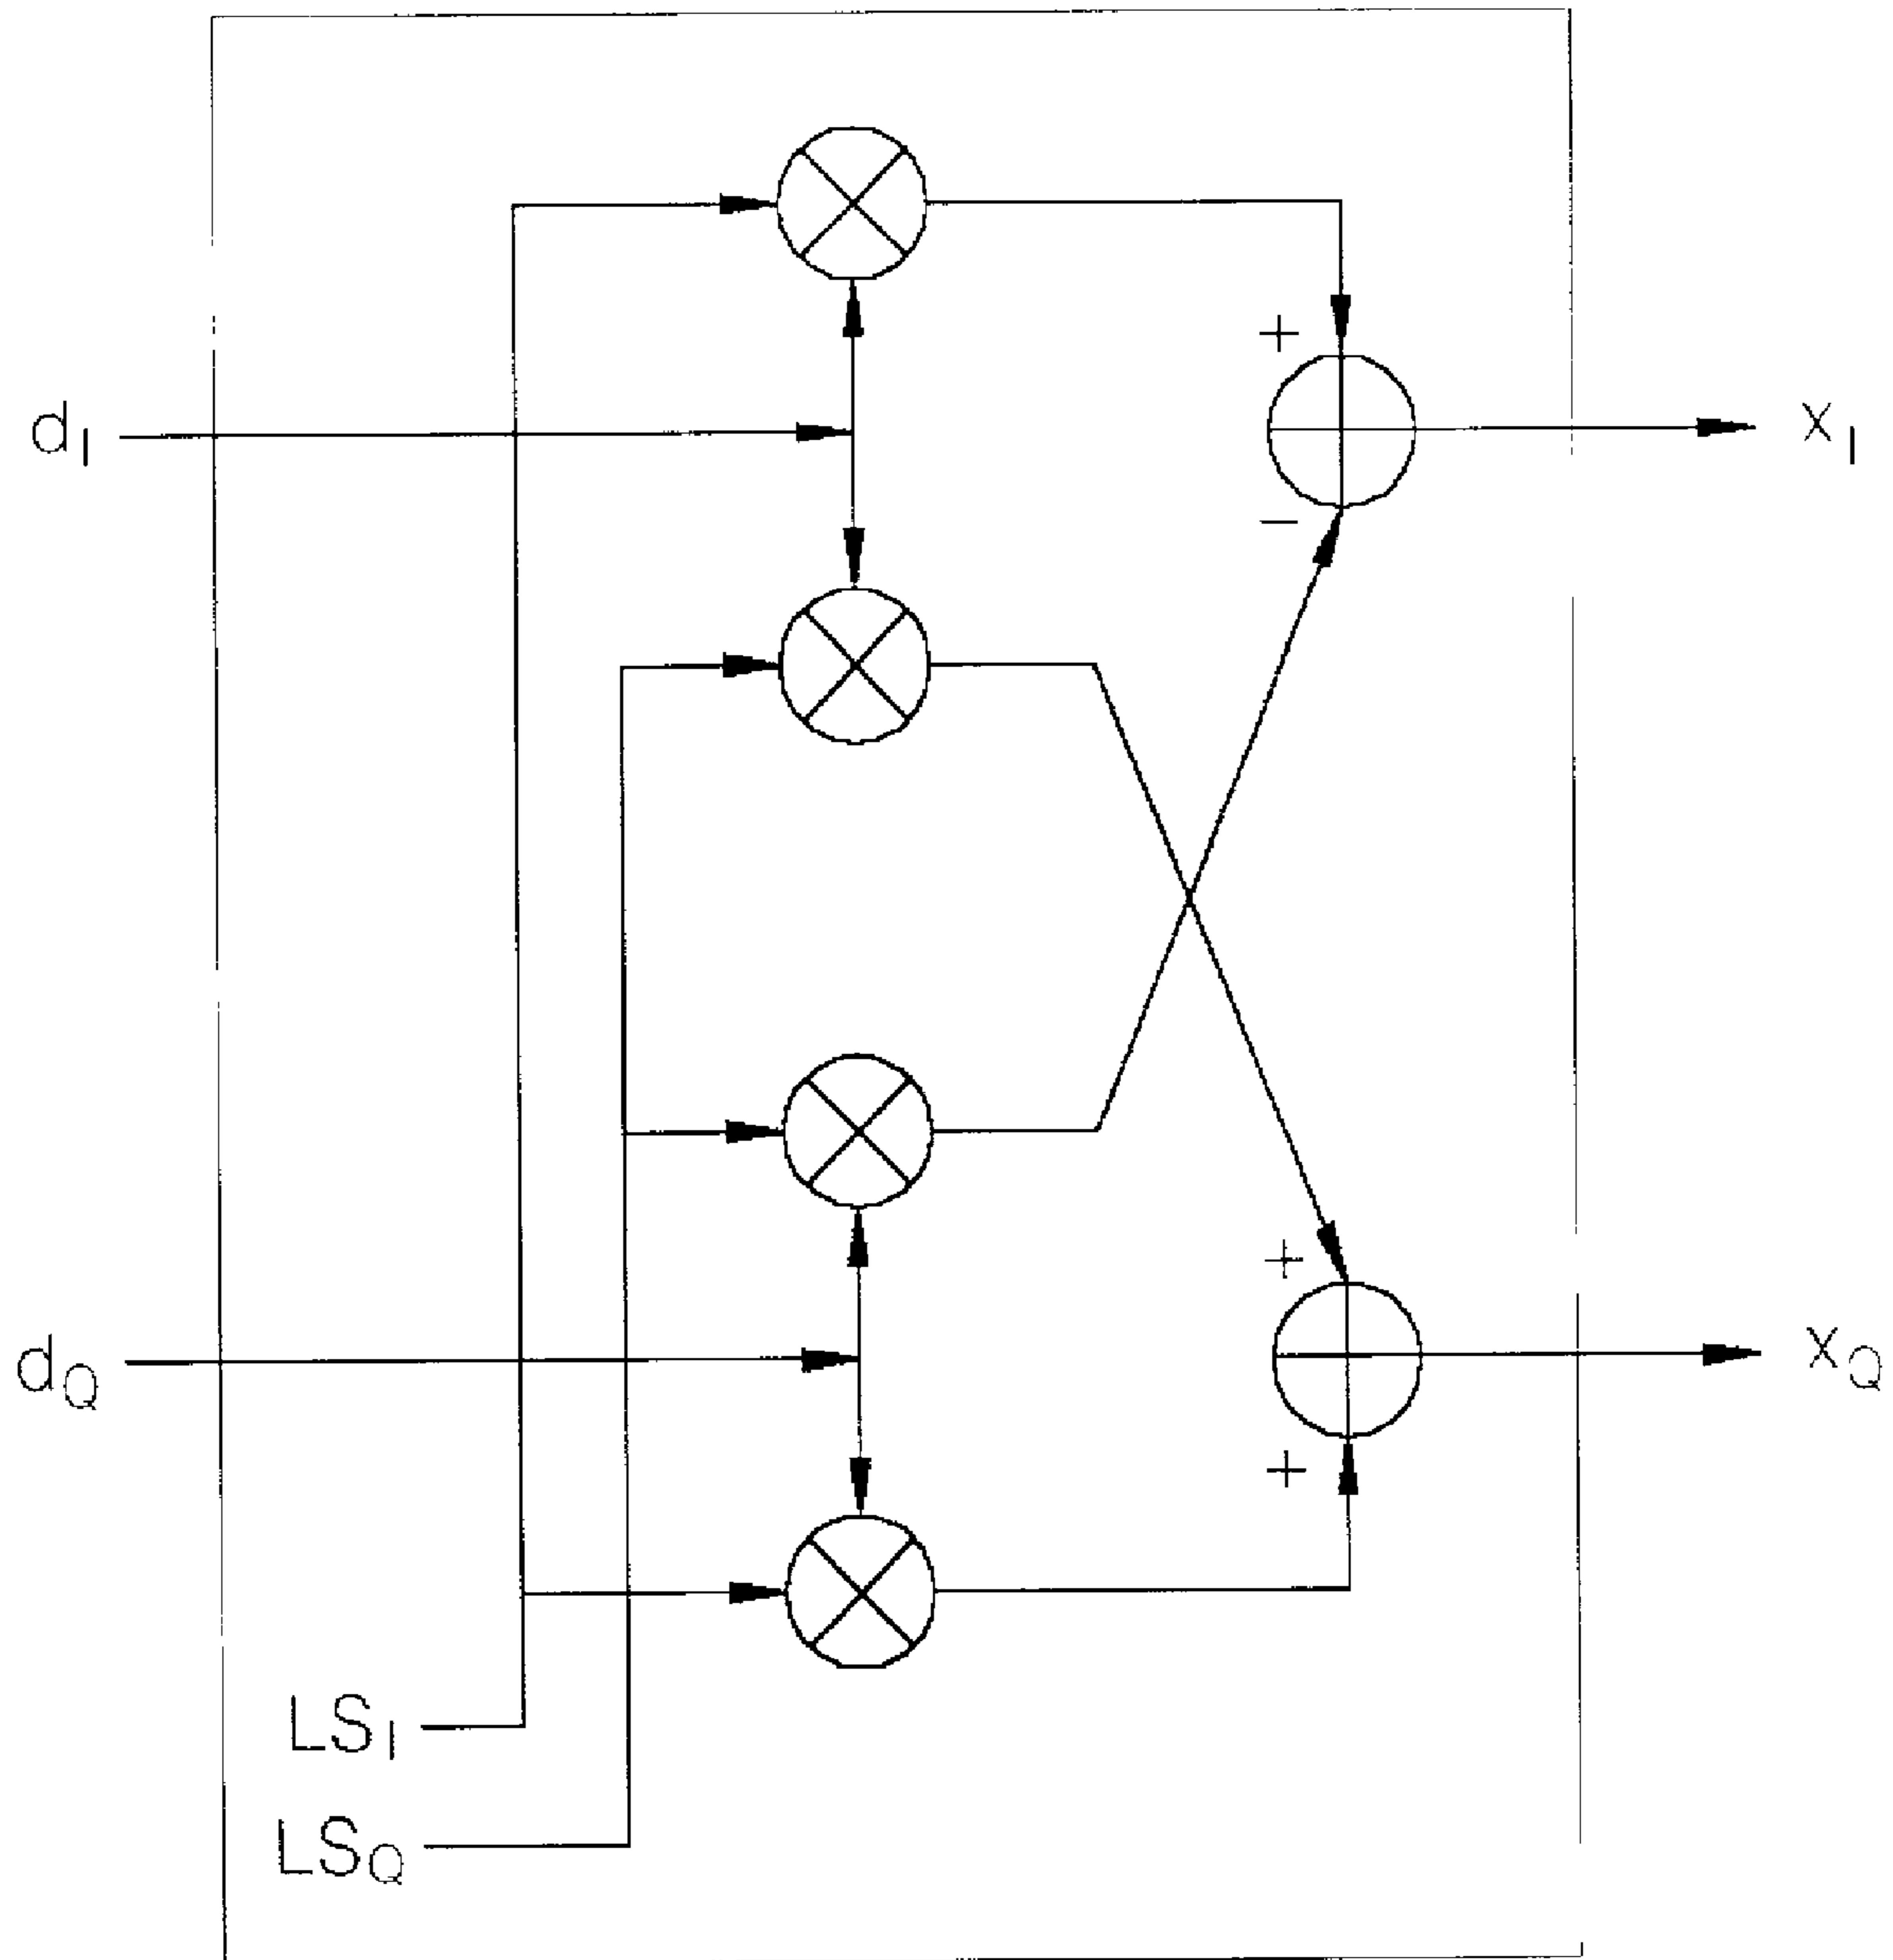 +
d_I
x_I
−
+
d_Q
x_Q
+
LS_I
LS_Q